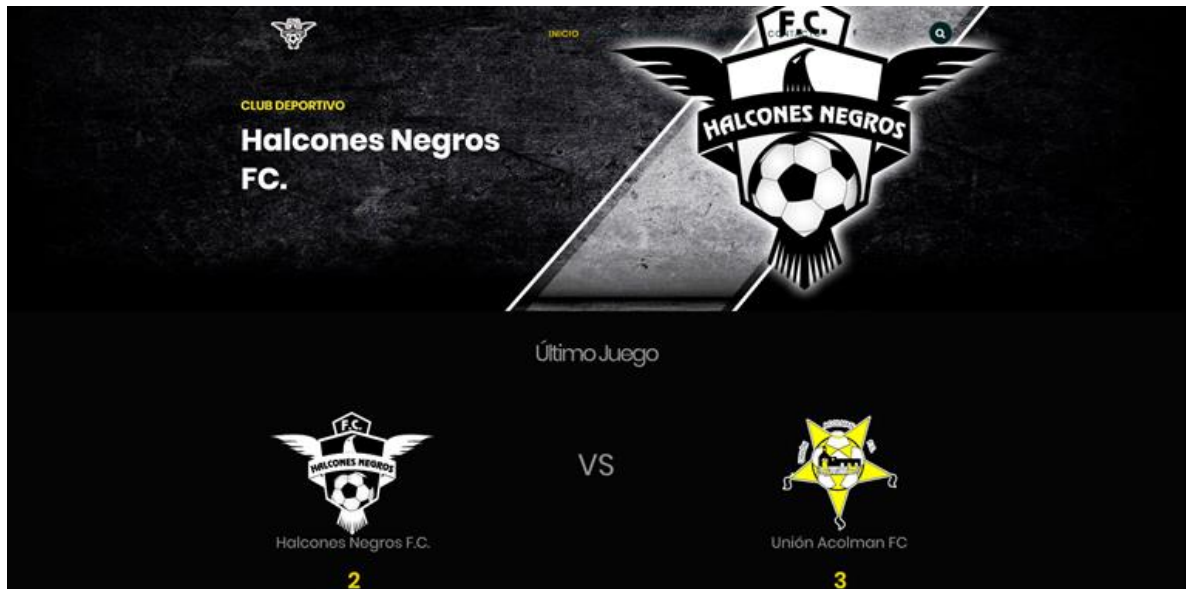 INICIO
F.C.
HALCONES NEGROS
CLUB DEPORTIVO
Halcones Negros
FC.
Último Juego
F.C.
HALCONES NEGROS
VS
Halcones Negros F.C.
Unión Acolman FC
2
3